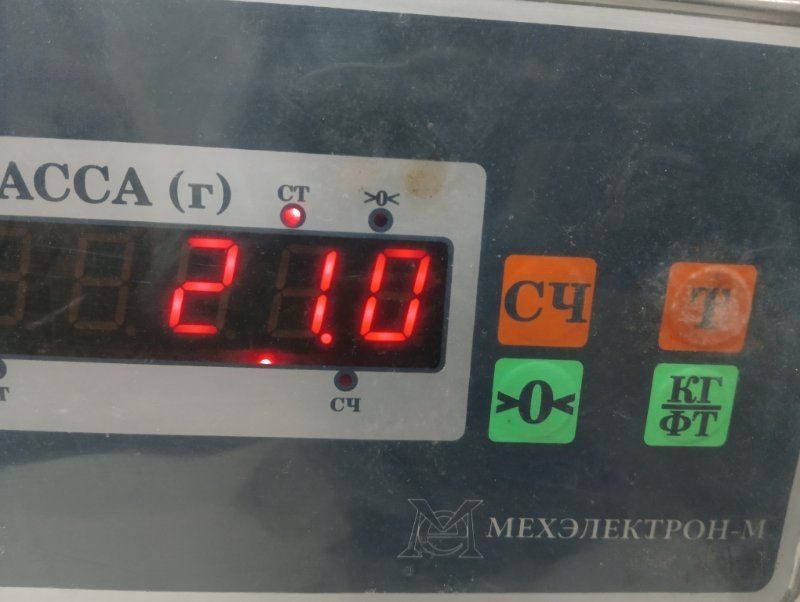 АССА (г)
СТ
>0<
21.0
СЧ
Т
>0<
КГ
ФТ
т
СЧ
МЕХЭЛЕКТРОН-М